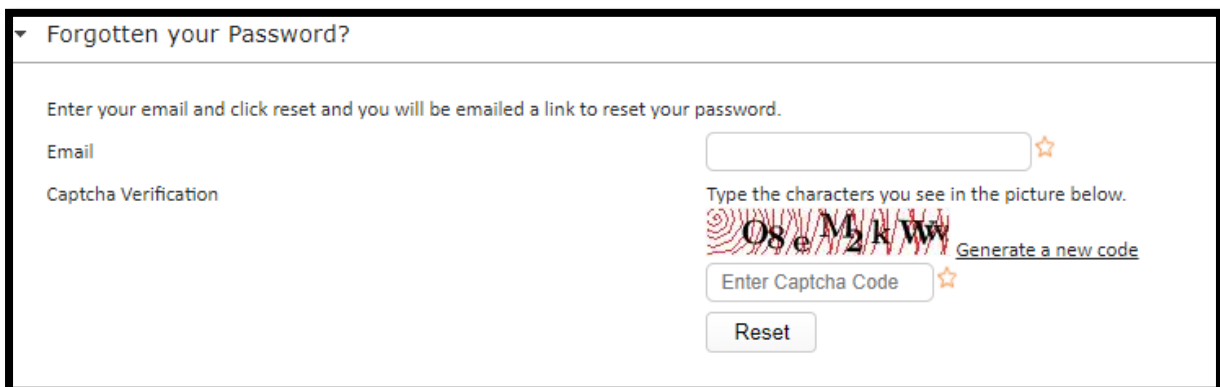 Forgotten your Password?
Enter your email and click reset and you will be emailed a link to reset your password.
Email
Captcha Verification
Type the characters you see in the picture below.
Generate a new code
Enter Captcha Code
Reset